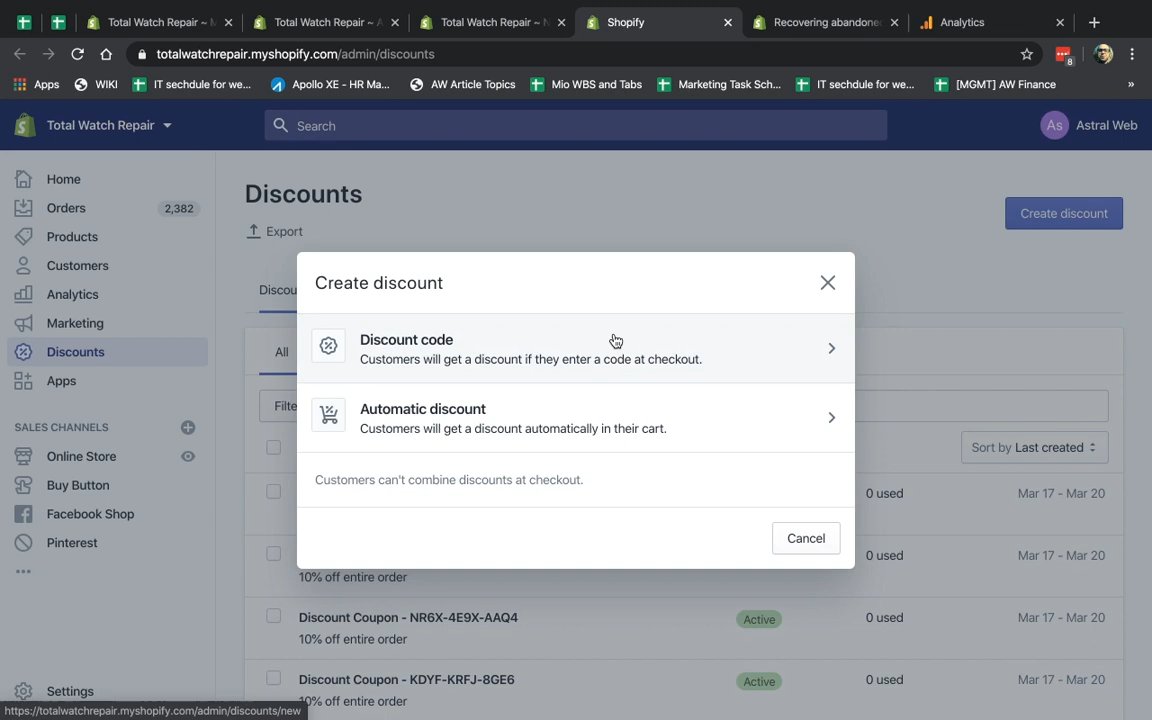 Total Watch Repair ~ M
Total Watch Repair ~ A
Total Watch Repair ~ N
Shopify
Recovering abandone
Analytics
totalwatchrepair.myshopify.com/admin/discounts
8
Apps
WIKI
IT sechdule for we...
Apollo XE - HR Ma...
AW Article Topics
Mio WBS and Tabs
Marketing Task Sch...
IT sechdule for we...
[MGMT] AW Finance
»
Total Watch Repair
Search
As
Astral Web
Home
Orders
2,382
Products
Customers
Analytics
Marketing
Discounts
Apps
SALES CHANNELS
Online Store
Buy Button
Facebook Shop
Pinterest
Settings
https://totalwatchrepair.myshopify.com/admin/discounts/new
Discounts
Export
Create discount
Discou
All
Filte
Sort by Last created
Create discount
Discount code
Customers will get a discount if they enter a code at checkout.
Automatic discount
Customers will get a discount automatically in their cart.
Customers can't combine discounts at checkout.
Cancel
0 used
Mar 17 - Mar 20
0 used
Mar 17 - Mar 20
10% off entire order
Discount Coupon - NR6X-4E9X-AAQ4
Active
0 used
Mar 17 - Mar 20
10% off entire order
Discount Coupon - KDYF-KRFJ-8GE6
Active
0 used
Mar 17 - Mar 20
10% off entire order